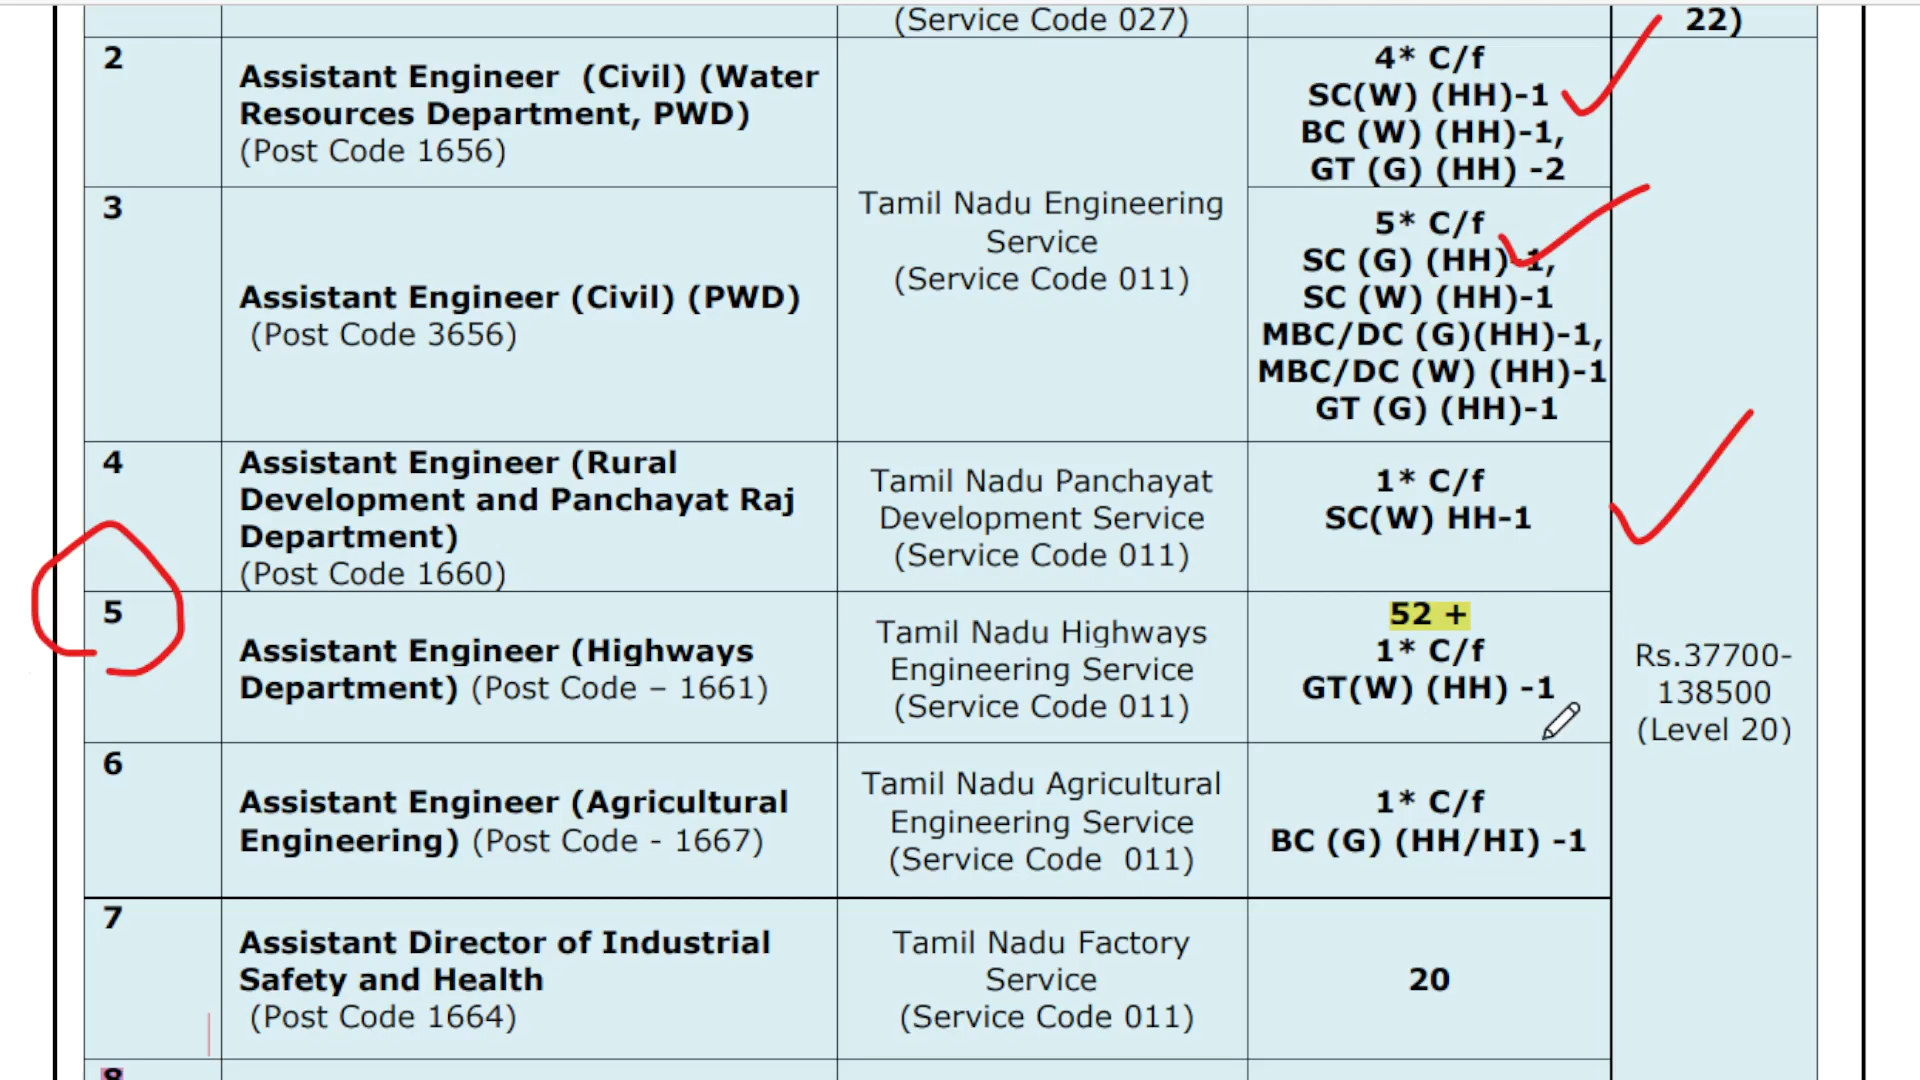 (Service Code 027)
22)
2
Assistant Engineer (Civil) (Water
Resources Department, PWD)
(Post Code 1656)
4* C/f
SC(W) (HH)-1
BC (W) (HH)-1,
GT (G) (HH) -2
3
Assistant Engineer (Civil) (PWD)
(Post Code 3656)
Tamil Nadu Engineering
Service
(Service Code 011)
5* C/f
SC (G) (HH)-1,
SC (W) (HH)-1
MBC/DC (G)(HH)-1,
MBC/DC (W) (HH)-1
GT (G) (HH)-1
4
Assistant Engineer (Rural
Development and Panchayat Raj
Department)
(Post Code 1660)
Tamil Nadu Panchayat
Development Service
(Service Code 011)
1* C/f
SC(W) HH-1
5
Assistant Engineer (Highways
Department) (Post Code – 1661)
Tamil Nadu Highways
Engineering Service
(Service Code 011)
52 +
1* C/f
GT(W) (HH) -1
Rs.37700-
138500
(Level 20)
6
Assistant Engineer (Agricultural
Engineering) (Post Code - 1667)
Tamil Nadu Agricultural
Engineering Service
(Service Code 011)
1* C/f
BC (G) (HH/HI) -1
7
Assistant Director of Industrial
Safety and Health
(Post Code 1664)
Tamil Nadu Factory
Service
(Service Code 011)
20
8